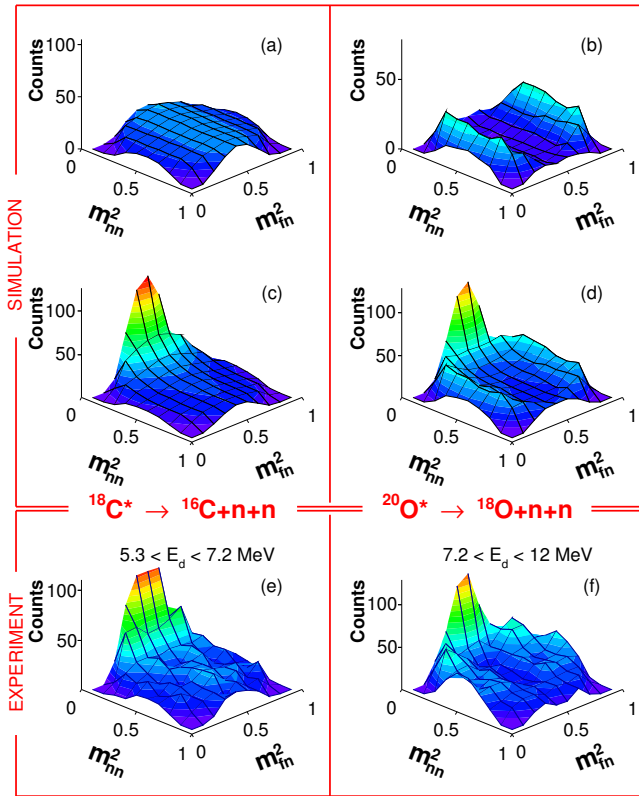 SIMULATION
(a)
Counts
100
50
0
0
0.5
1
m²nn
0
0.5
1
m²fn
(b)
Counts
50
0
0
0.5
1
m²nn
0
0.5
1
m²fn
(c)
Counts
100
50
0
0.5
1
m²nn
0
0.5
1
m²fn
(d)
Counts
100
50
0
0.5
1
m²nn
0
0.5
1
m²fn
¹⁸C* → ¹⁶C+n+n
²⁰O* → ¹⁸O+n+n
EXPERIMENT
5.3 < E_d < 7.2 MeV
(e)
Counts
100
50
0
0.5
1
m²nn
0
0.5
1
m²fn
7.2 < E_d < 12 MeV
(f)
Counts
100
50
0
0.5
1
m²nn
0
0.5
1
m²fn